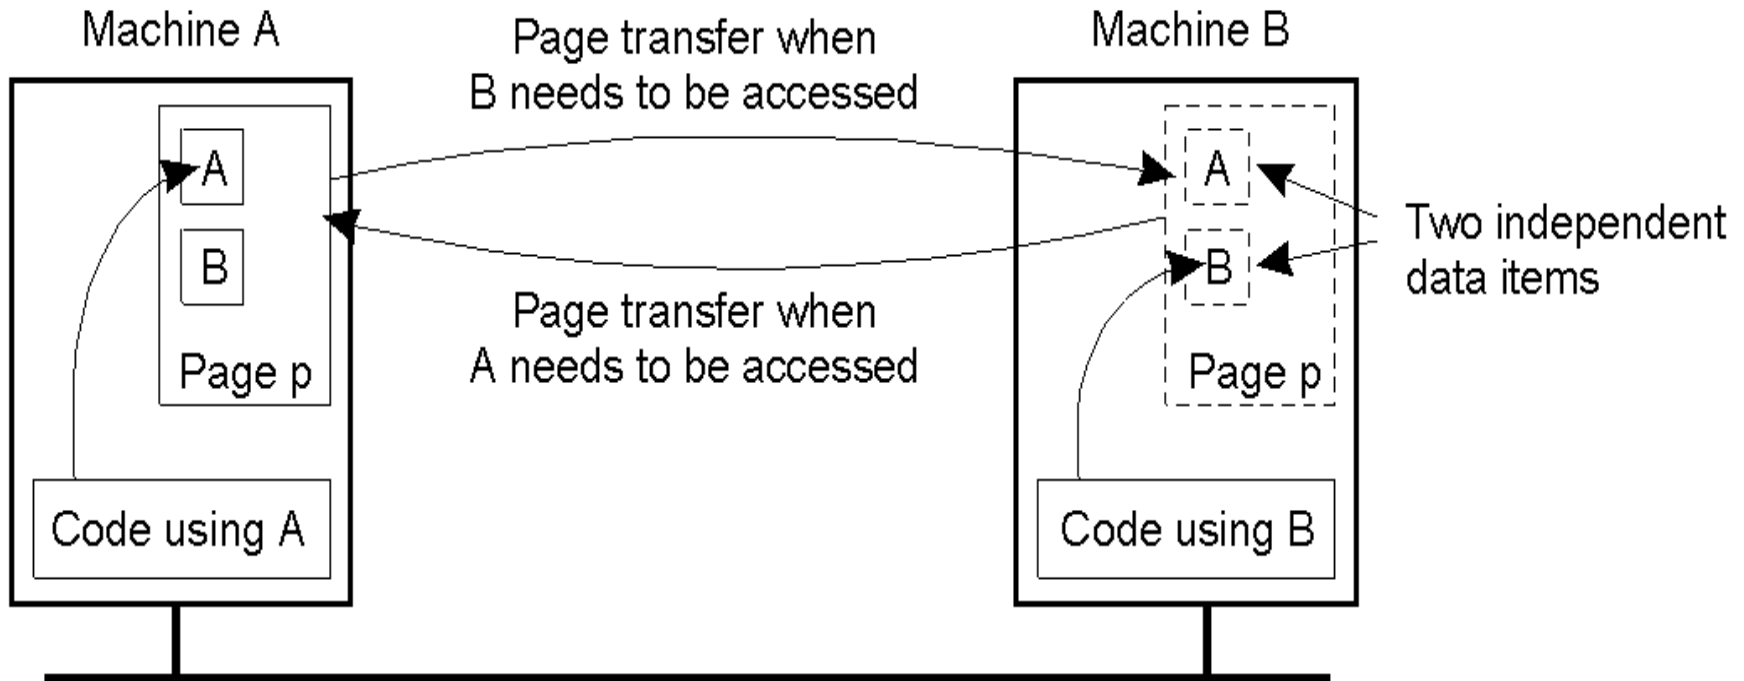 Machine A
Page transfer when
B needs to be accessed
Machine B
A
B
Page p
Code using A
Page transfer when
A needs to be accessed
A
B
Page p
Code using B
Two independent
data items